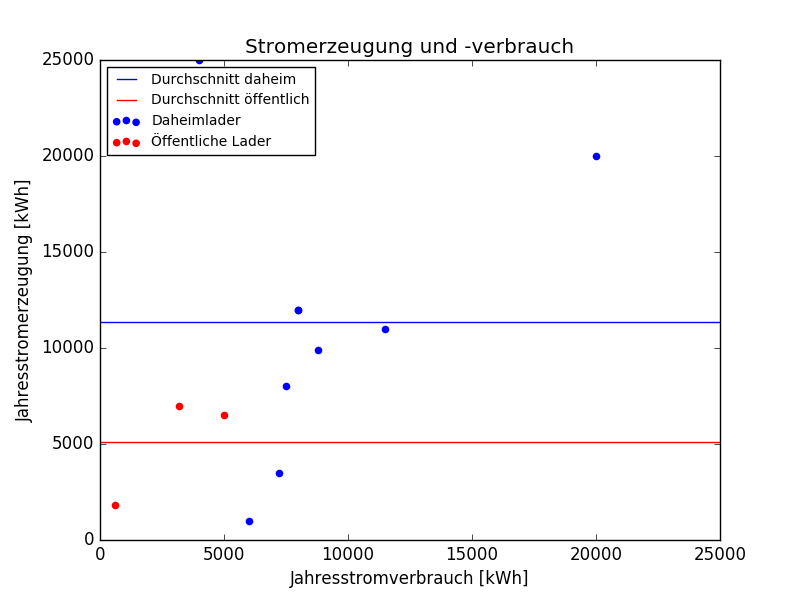 Stromerzeugung und -verbrauch
25000
20000
15000
10000
5000
0
Jahresstromerzeugung [kWh]
Durchschnitt daheim
Durchschnitt öffentlich
Daheimlader
Öffentliche Lader
0 5000 10000 15000 20000 25000
Jahresstromverbrauch [kWh]